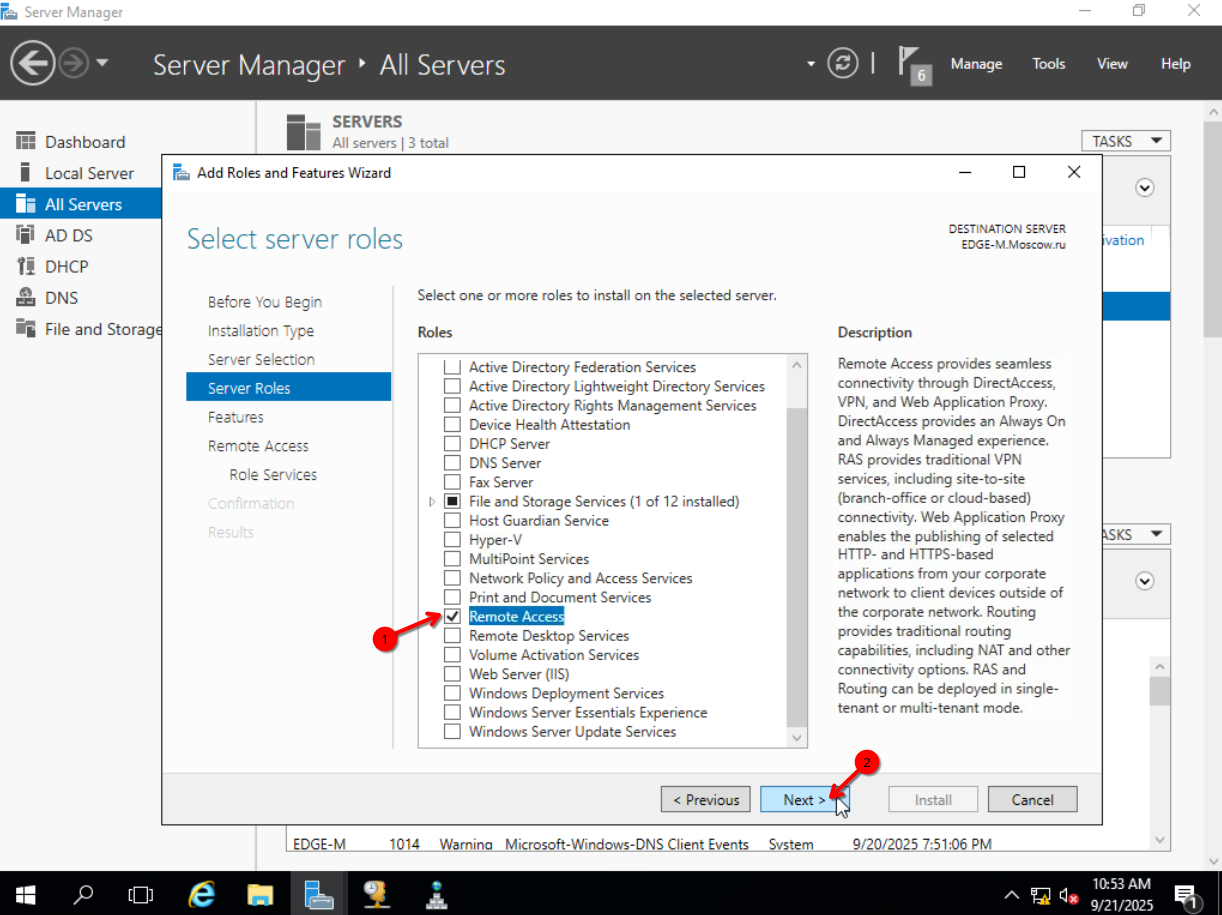 Server Manager
Server Manager ‣ All Servers
6
Manage
Tools
View
Help
Dashboard
Local Server
All Servers
AD DS
DHCP
DNS
File and Storage
SERVERS
All servers | 3 total
TASKS
Add Roles and Features Wizard
Select server roles
DESTINATION SERVER
EDGE-M.Moscow.ru
ivation
Before You Begin
Installation Type
Server Selection
Server Roles
Features
Remote Access
Role Services
Confirmation
Results
Select one or more roles to install on the selected server.
Roles
Active Directory Federation Services
Active Directory Lightweight Directory Services
Active Directory Rights Management Services
Device Health Attestation
DHCP Server
DNS Server
Fax Server
File and Storage Services (1 of 12 installed)
Host Guardian Service
Hyper-V
MultiPoint Services
Network Policy and Access Services
Print and Document Services
Remote Access
Remote Desktop Services
Volume Activation Services
Web Server (IIS)
Windows Deployment Services
Windows Server Essentials Experience
Windows Server Update Services
1
Description
Remote Access provides seamless
connectivity through DirectAccess,
VPN, and Web Application Proxy.
DirectAccess provides an Always On
and Always Managed experience.
RAS provides traditional VPN
services, including site-to-site
(branch-office or cloud-based)
connectivity. Web Application Proxy
enables the publishing of selected
HTTP- and HTTPS-based
applications from your corporate
network to client devices outside of
the corporate network. Routing
provides traditional routing
capabilities, including NAT and other
connectivity options. RAS and
Routing can be deployed in single-
tenant or multi-tenant mode.
ASKS
2
< Previous
Next >
Install
Cancel
EDGE-M 1014 Warning Microsoft-Windows-DNS Client Events System 9/20/2025 7:51:06 PM
10:53 AM
9/21/2025
1